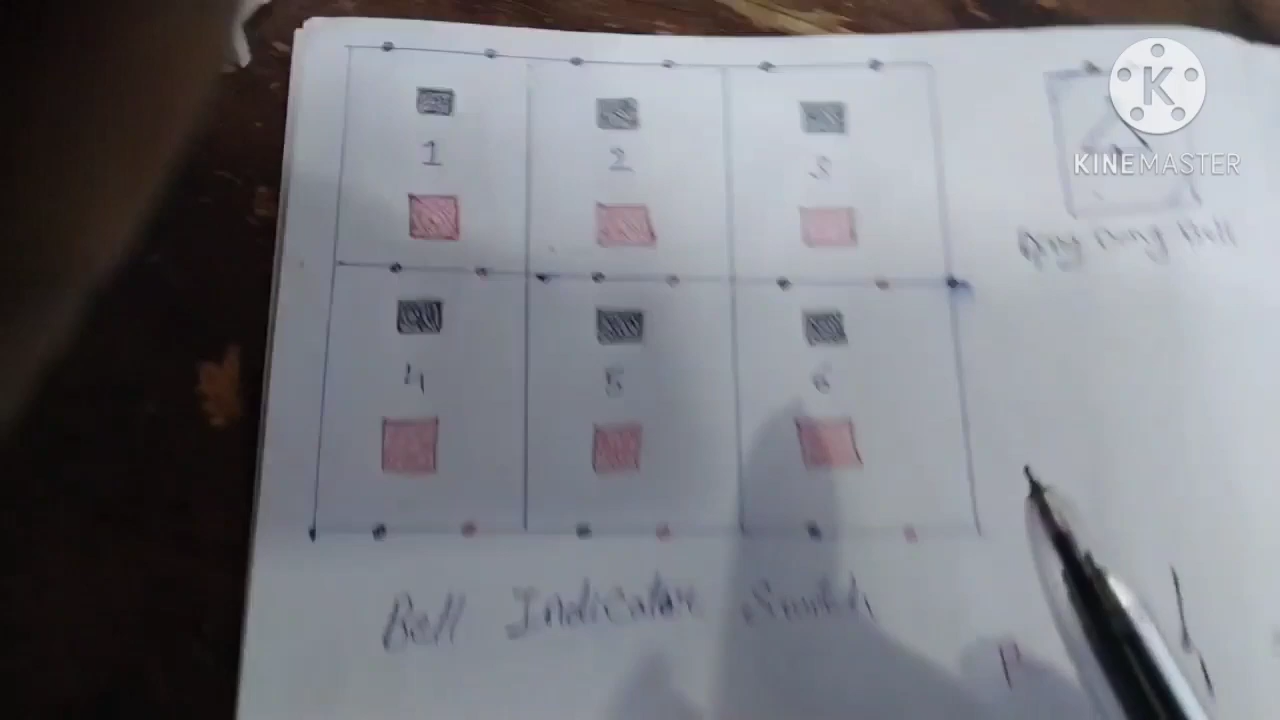 1 2 3
4 5 6
Bell Indicator Switch
Ding Dong Bell
P
K
KINEMASTER